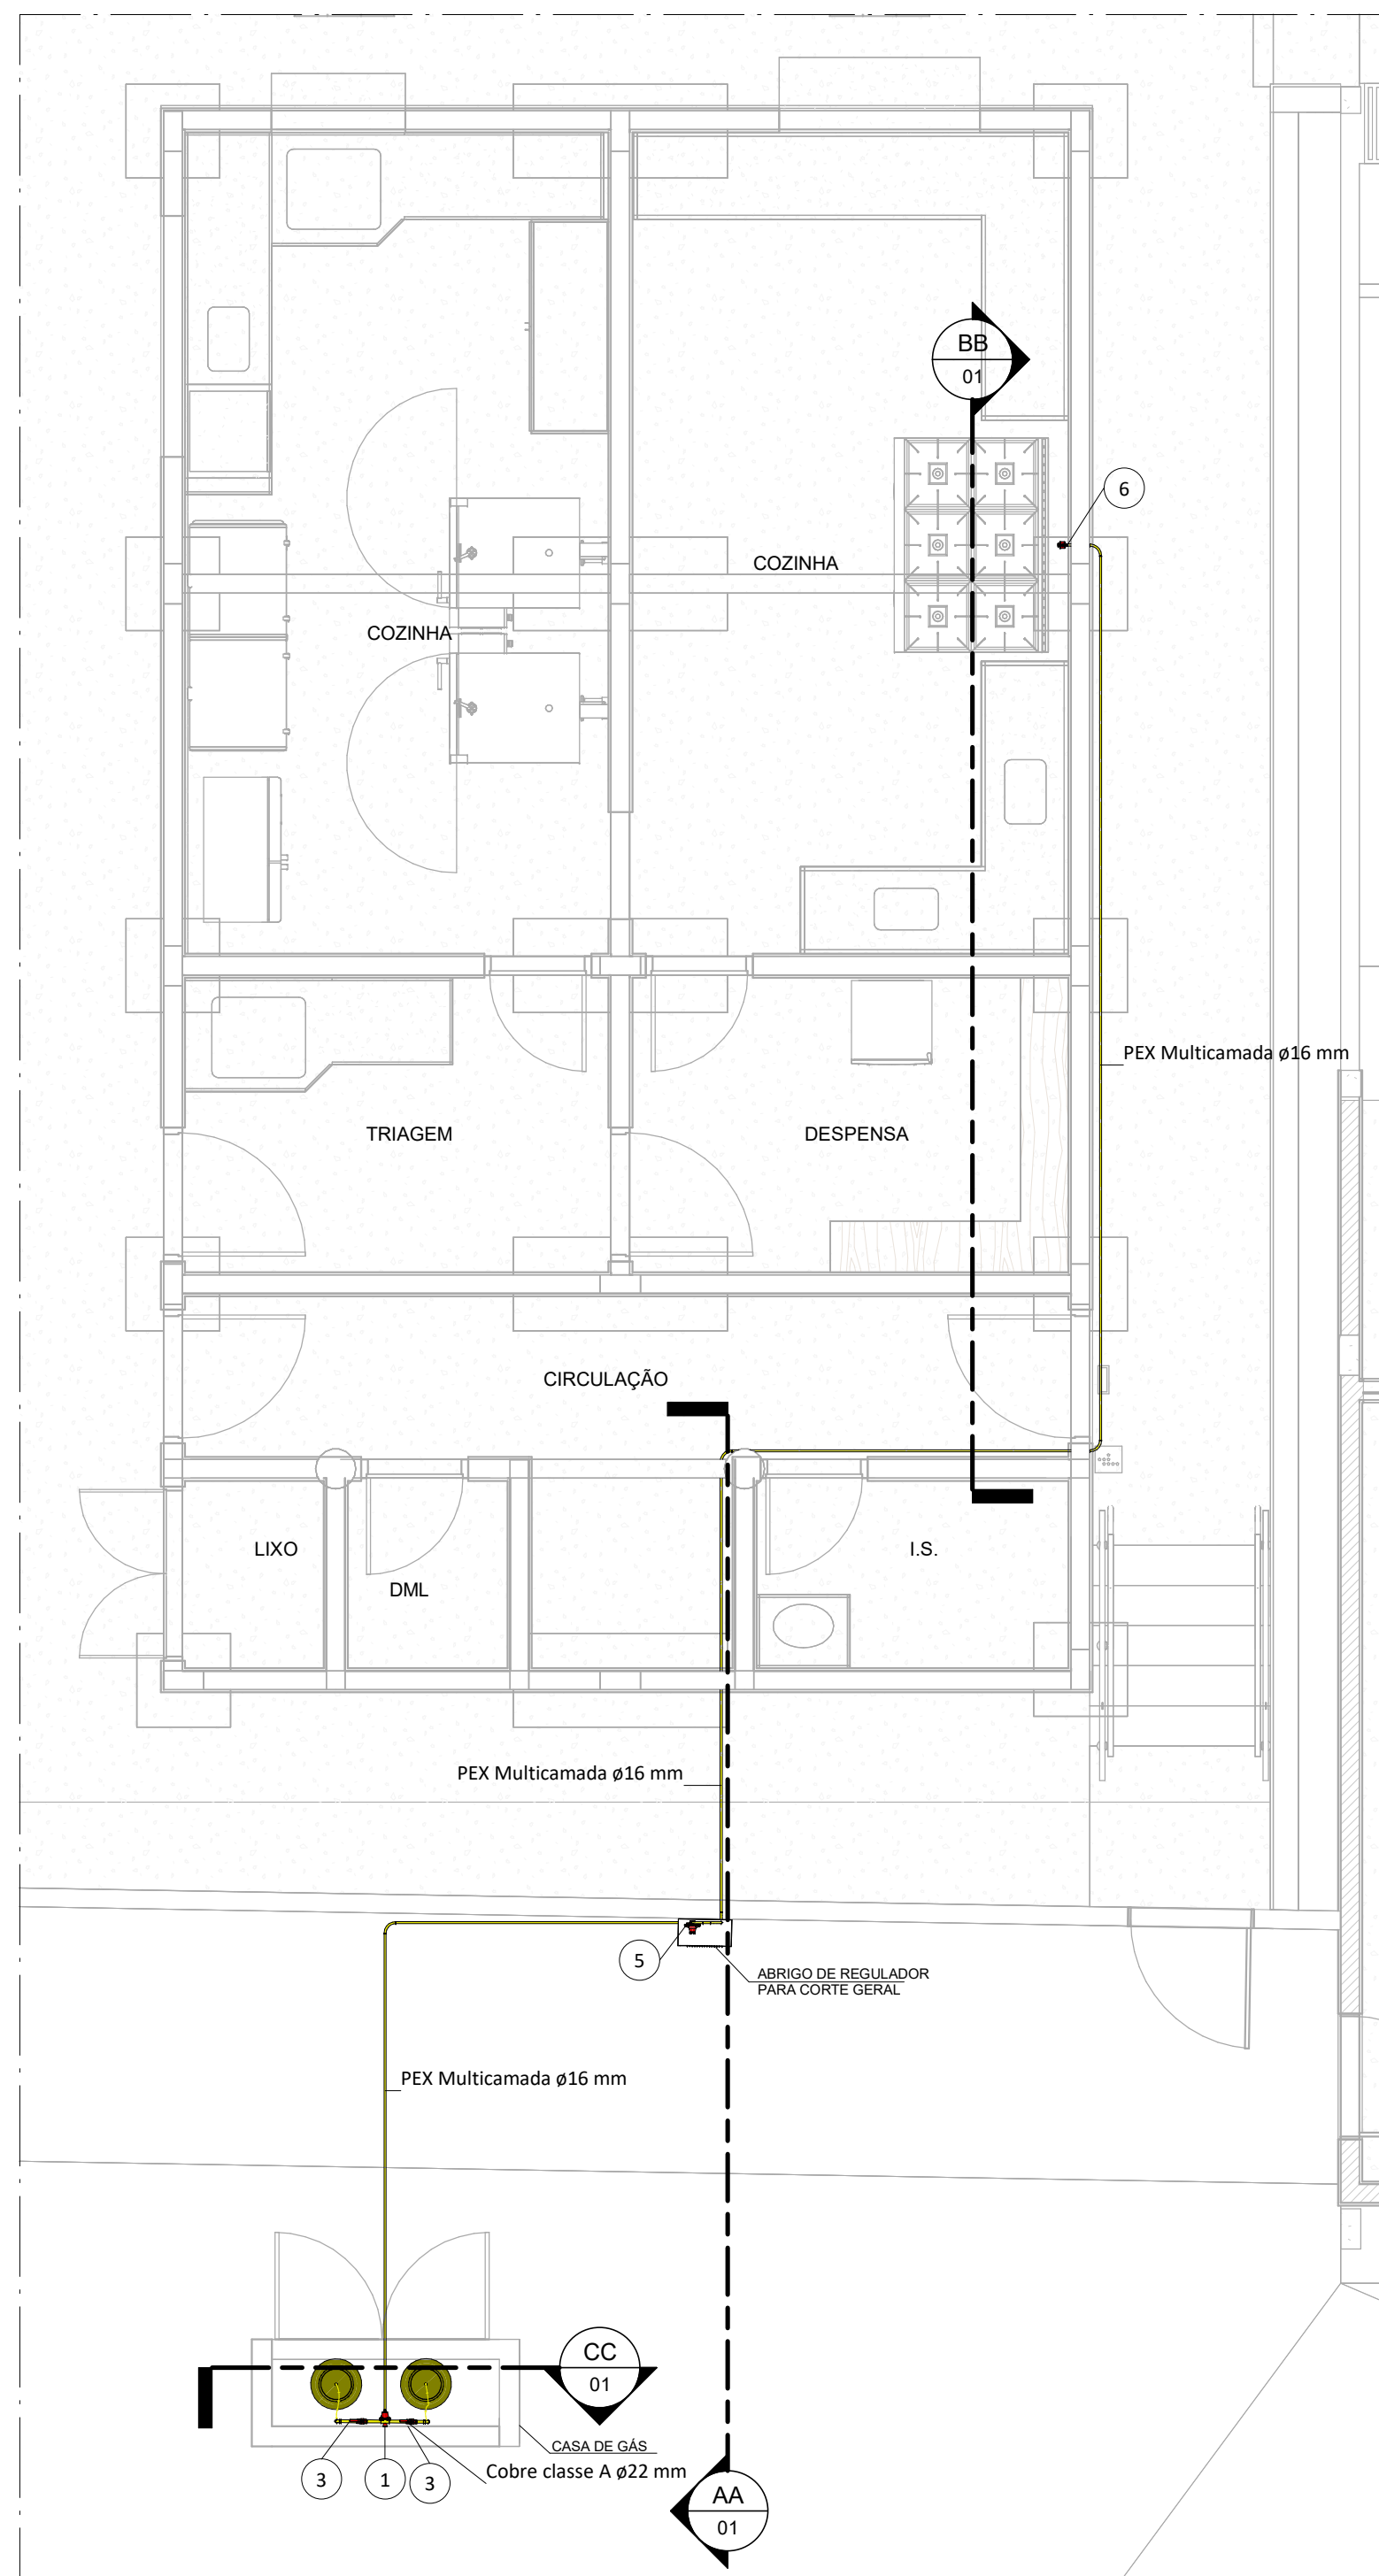 BB
01
6
COZINHA
COZINHA
PEX Multicamada ø16 mm
TRIAGEM
DESPENSA
CIRCULAÇÃO
LIXO
I.S.
DML
PEX Multicamada ø16 mm
5
ABRIGO DE REGULADOR
PARA CORTE GERAL
PEX Multicamada ø16 mm
CC
01
CASA DE GÁS
Cobre classe A ø22 mm
3
1
3
AA
01